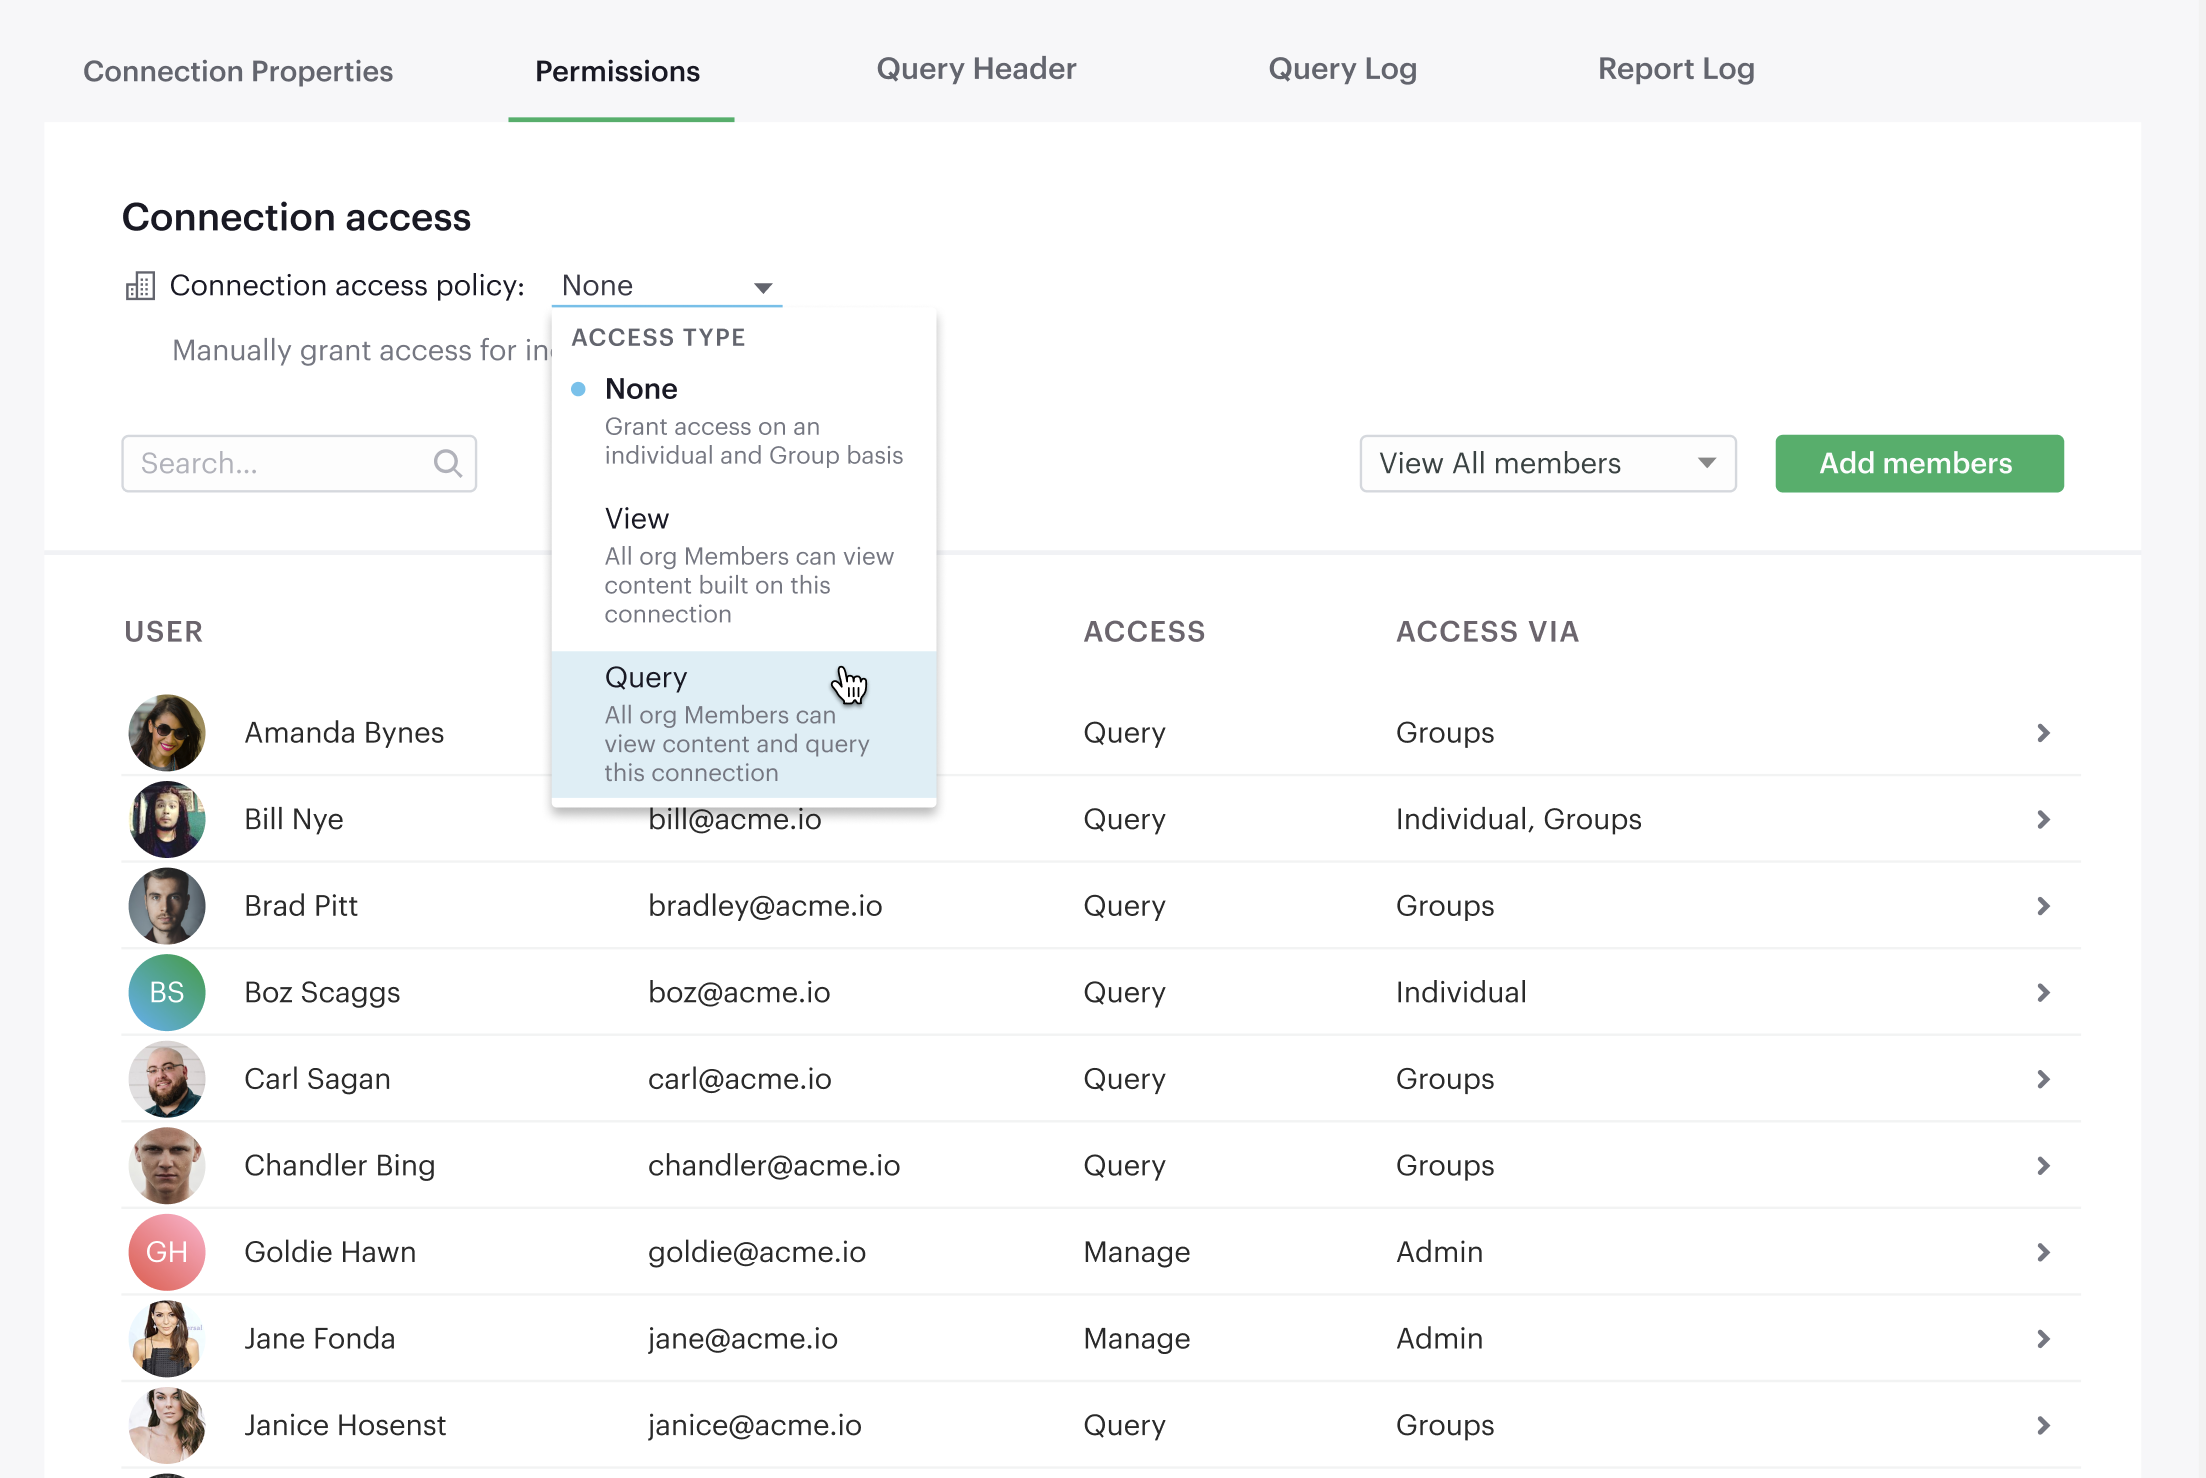 Connection Properties
Permissions
Query Header
Query Log
Report Log
Connection access
Connection access policy:
None
Manually grant access for in
ACCESS TYPE
None
Grant access on an
individual and Group basis
View
All org Members can view
content built on this
connection
Query
All org Members can
view content and query
this connection
Search...
View All members
Add members
USER
ACCESS
ACCESS VIA
Amanda Bynes
Query
Groups
Bill Nye
bill@acme.io
Query
Individual, Groups
Brad Pitt
bradley@acme.io
Query
Groups
BS
Boz Scaggs
boz@acme.io
Query
Individual
Carl Sagan
carl@acme.io
Query
Groups
Chandler Bing
chandler@acme.io
Query
Groups
GH
Goldie Hawn
goldie@acme.io
Manage
Admin
Jane Fonda
jane@acme.io
Manage
Admin
Janice Hosenst
janice@acme.io
Query
Groups